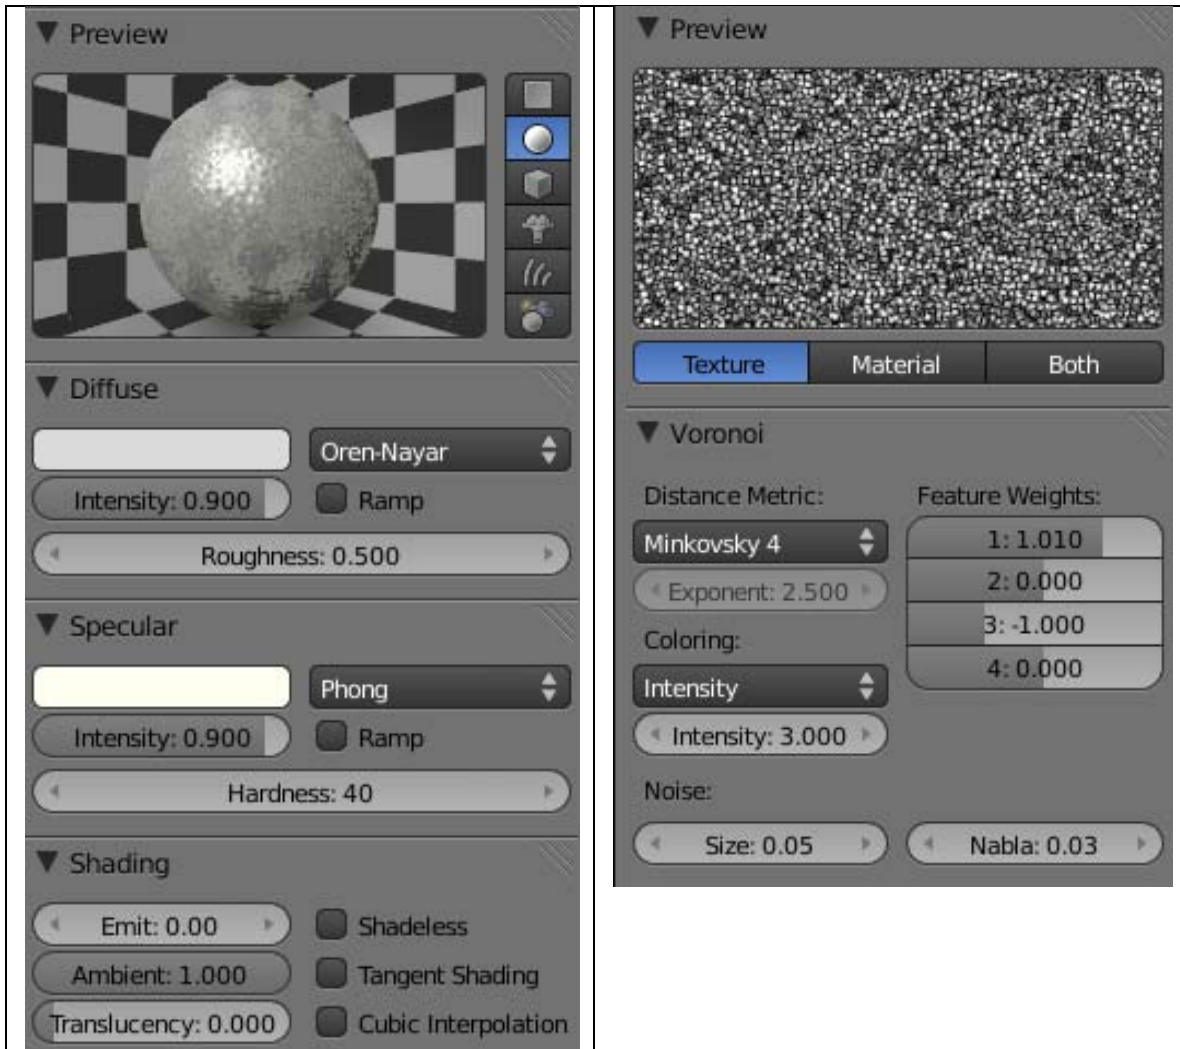 Preview
Diffuse
Oren-Nayar
Intensity: 0.900
Ramp
Roughness: 0.500
Specular
Phong
Intensity: 0.900
Ramp
Hardness: 40
Shading
Emit: 0.00
Shadeless
Ambient: 1.000
Tangent Shading
Translucency: 0.000
Cubic Interpolation
Preview
Texture
Material
Both
Voronoi
Distance Metric:
Feature Weights:
Minkovsky 4
1: 1.010
Exponent: 2.500
2: 0.000
Coloring:
3: -1.000
Intensity
4: 0.000
Intensity: 3.000
Noise:
Size: 0.05
Nabla: 0.03